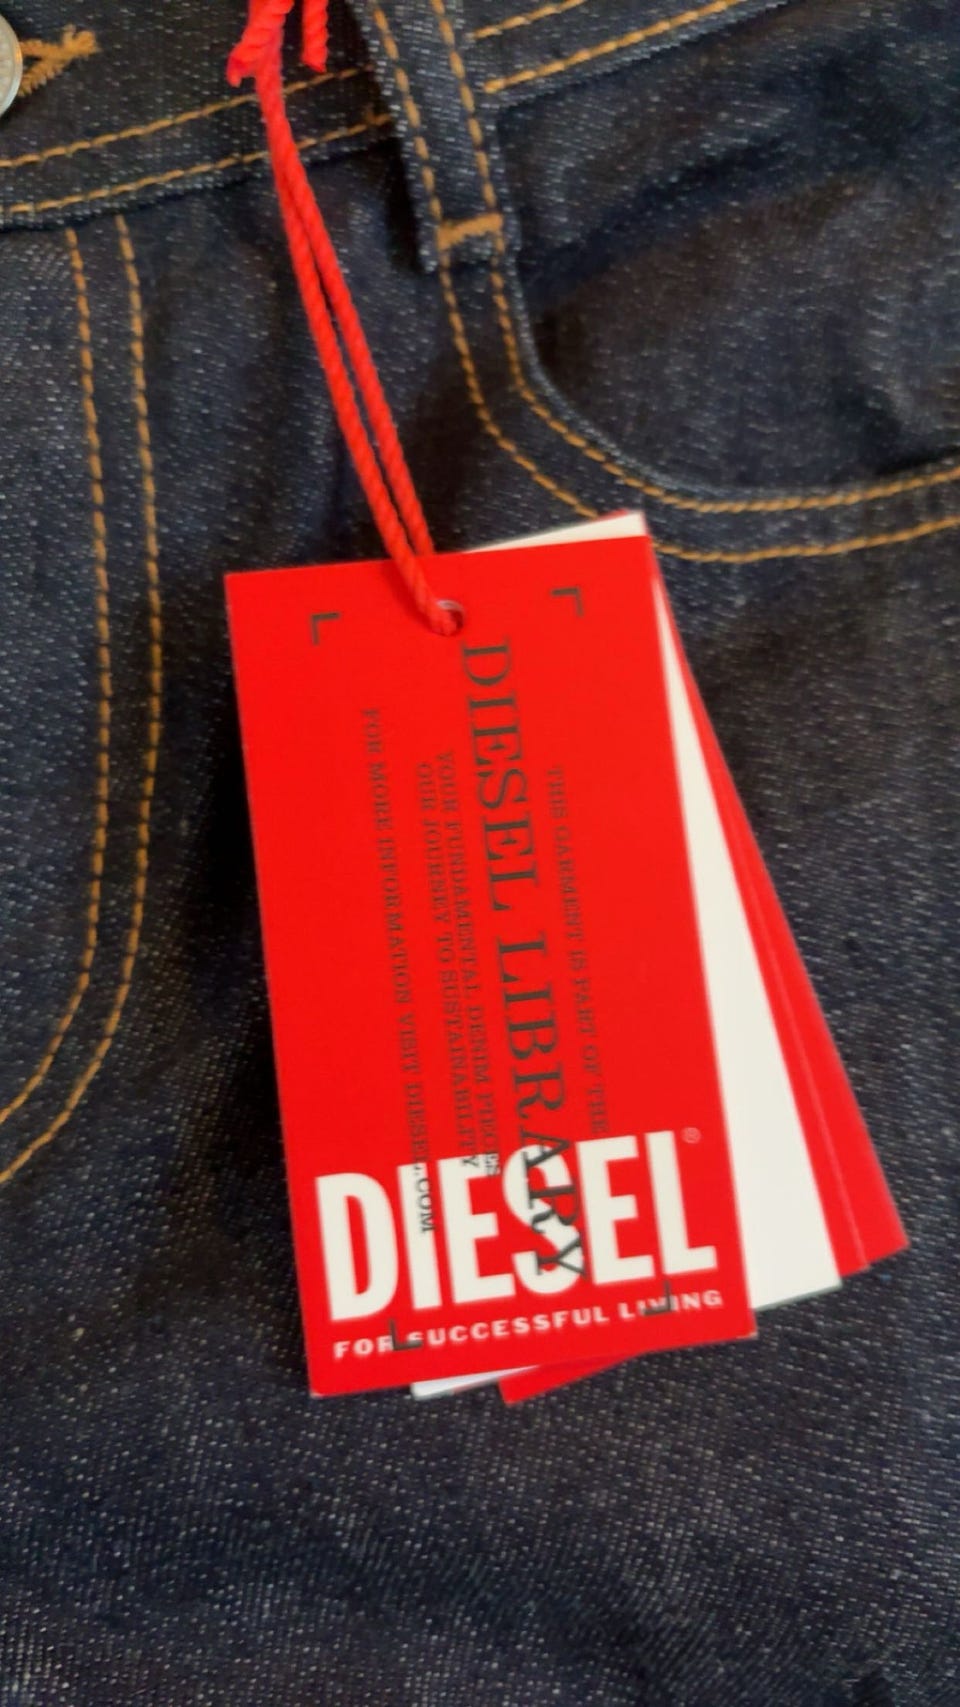 THIS GARMENT IS PART OF THE
DIESEL LIBRARY
YOUR FUNDAMENTAL DENIM PIECES
OUR JOURNEY TO SUSTAINABILITY
FOR MORE INFORMATION VISIT DIESEL.COM
DIESEL®
FOR SUCCESSFUL LIVING